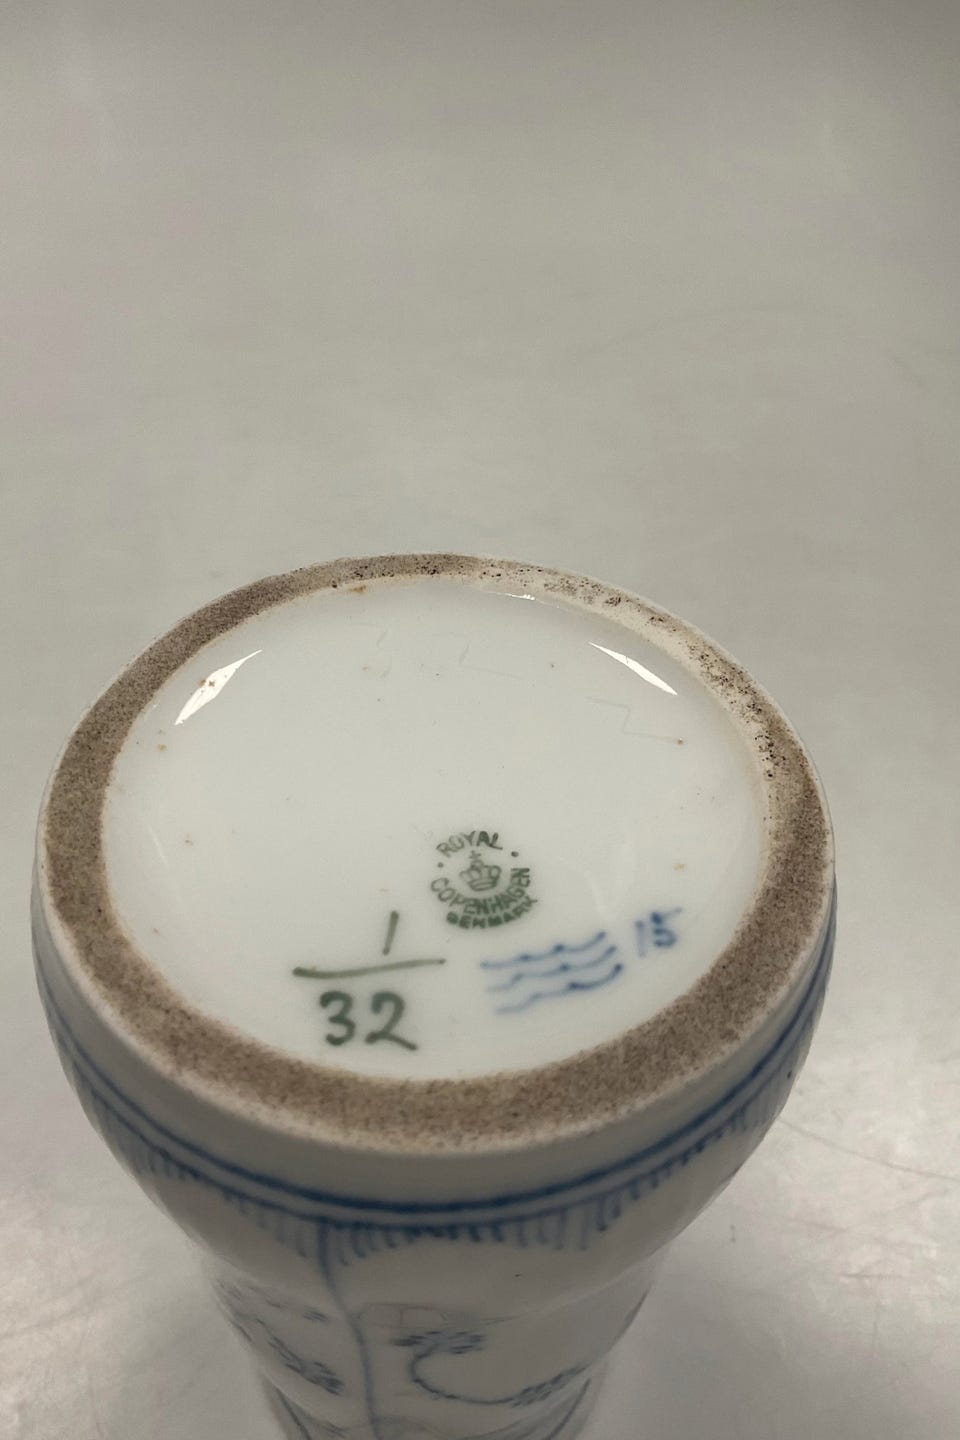 ROYAL
COPENHAGEN
DENMARK
1
32
15